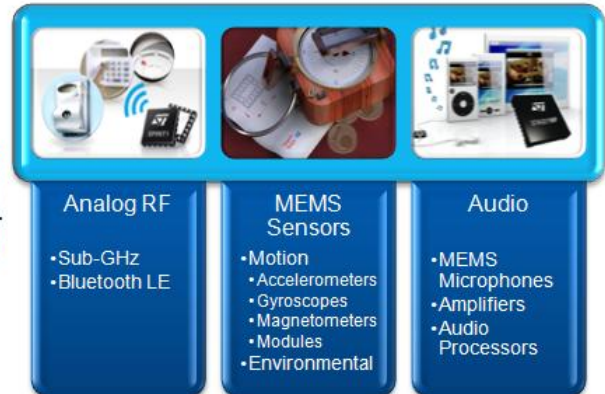 Analog RF
•Sub-GHz
•Bluetooth LE
MEMS
Sensors
•Motion
•Accelerometers
•Gyroscopes
•Magnetometers
•Modules
•Environmental
Audio
•MEMS
Microphones
•Amplifiers
•Audio
Processors